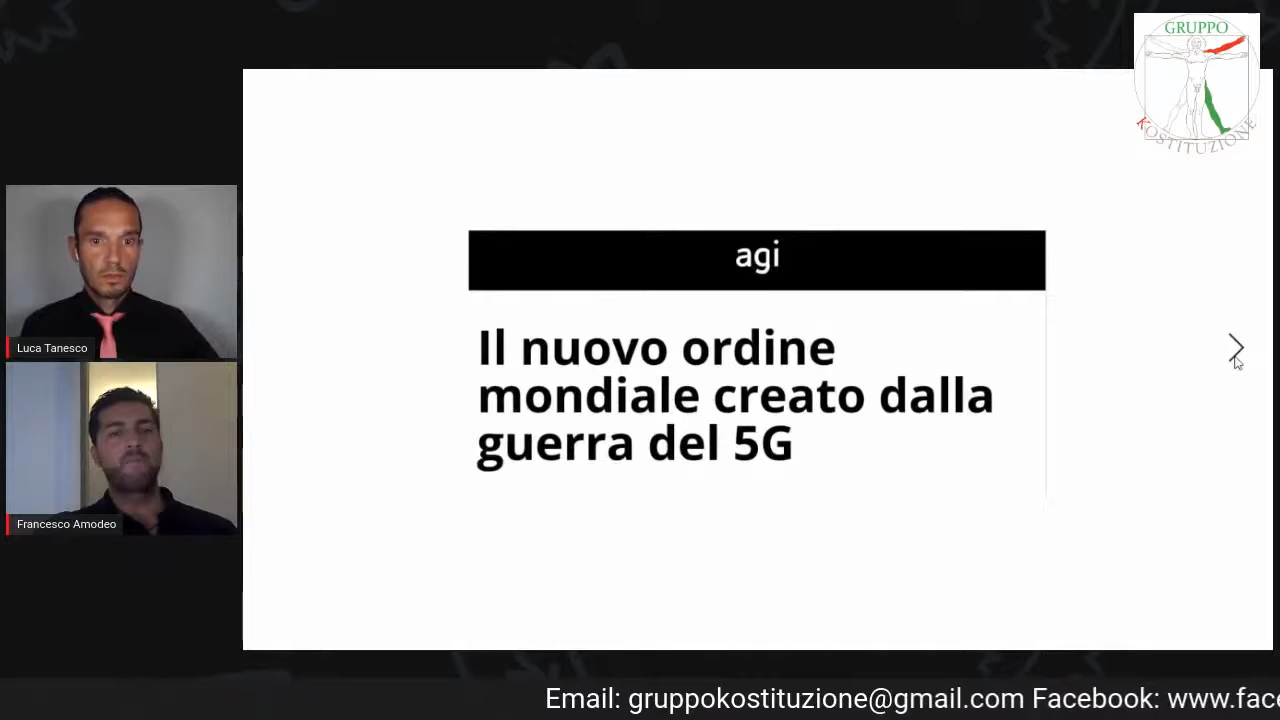 GRUPPO
KOSTITUZIONE
agi
Il nuovo ordine
mondiale creato dalla
guerra del 5G
Luca Tanesco
Francesco Amodeo
Email: gruppokostituzione@gmail.com Facebook: www.face